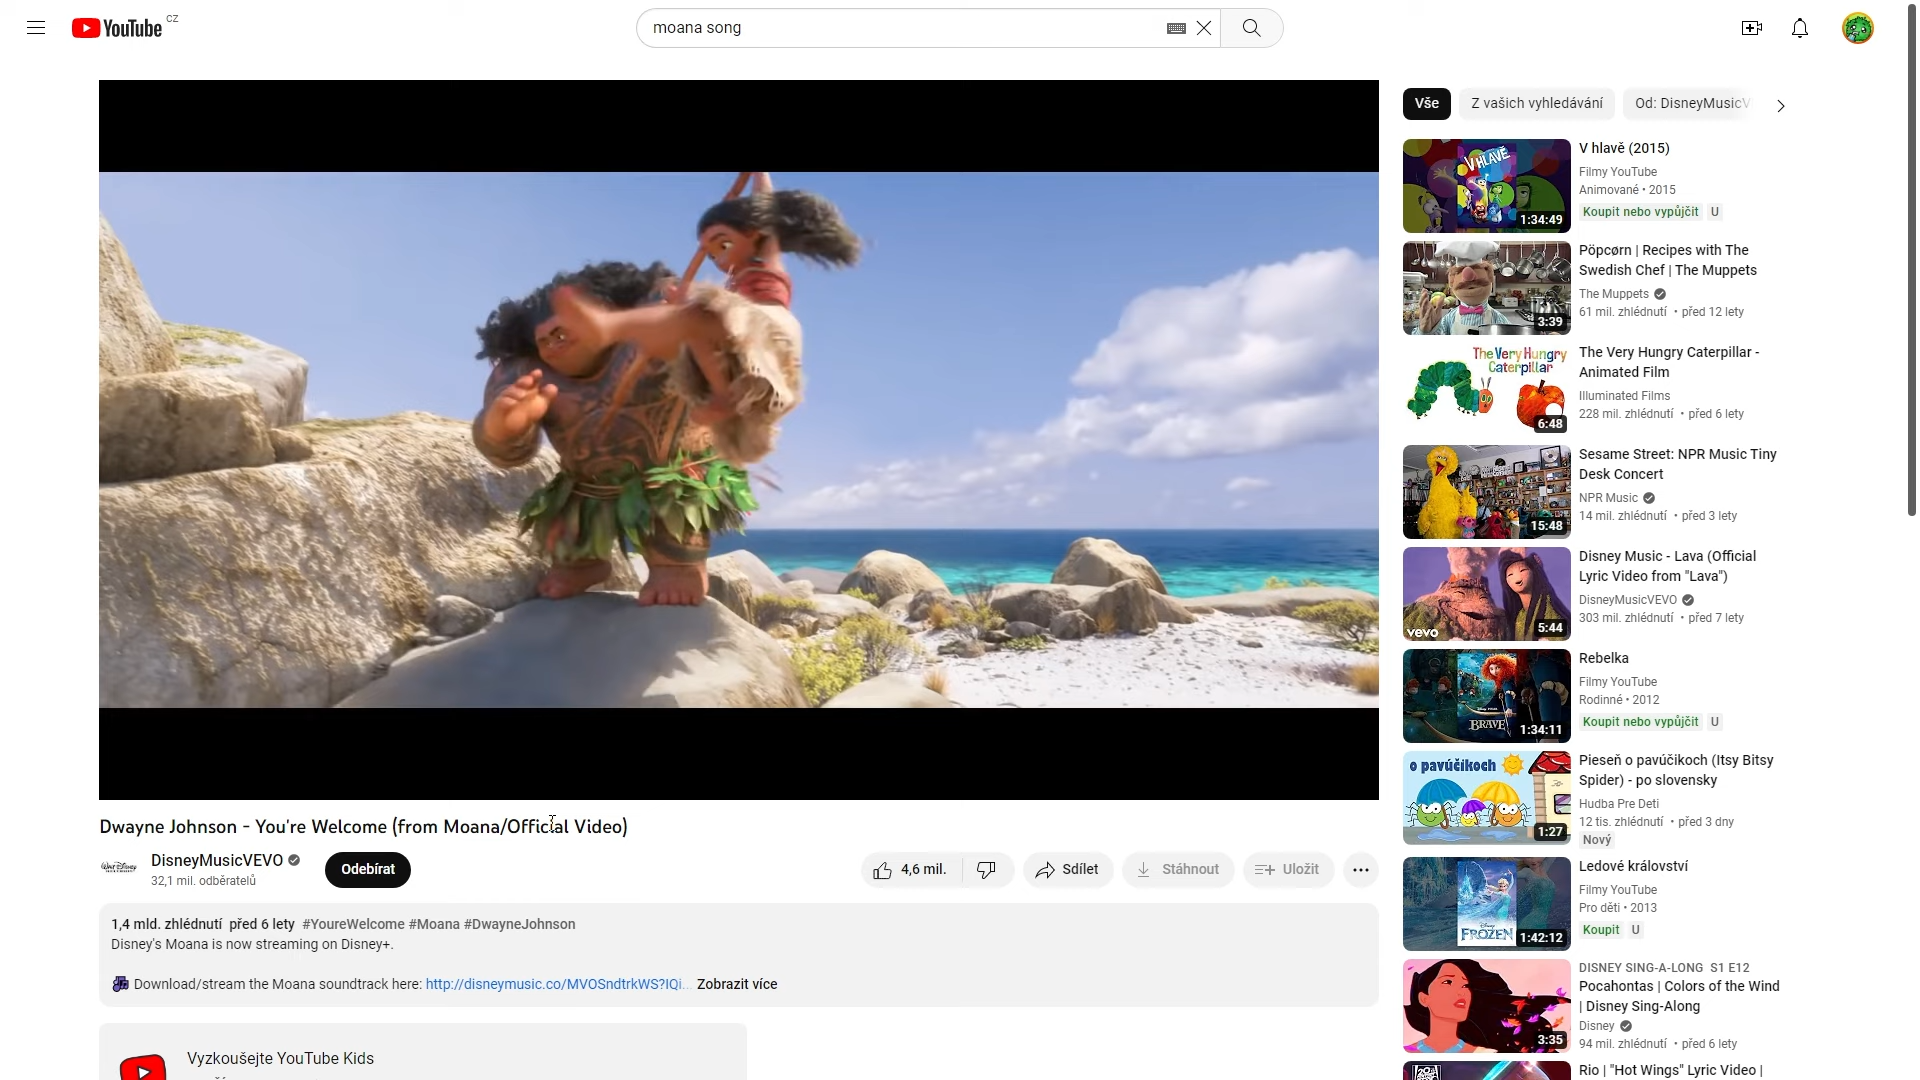 YouTube CZ
moana song
Vše
Z vašich vyhledávání
Od: DisneyMusicV
V HLAVĚ
1:34:49
V hlavě (2015)
Filmy YouTube
Animované • 2015
Koupit nebo vypůjčit U
3:39
Pöpcørn | Recipes with The
Swedish Chef | The Muppets
The Muppets
61 mil. zhlédnutí • před 12 lety
The Very Hungry
Caterpillar
6:48
The Very Hungry Caterpillar -
Animated Film
Illuminated Films
228 mil. zhlédnutí • před 6 lety
15:48
Sesame Street: NPR Music Tiny
Desk Concert
NPR Music
14 mil. zhlédnutí • před 3 lety
vevo
5:44
Disney Music - Lava (Official
Lyric Video from "Lava")
DisneyMusicVEVO
303 mil. zhlédnutí • před 7 lety
BRAVE
1:34:11
Rebelka
Filmy YouTube
Rodinné • 2012
Koupit nebo vypůjčit U
o pavúčikoch
1:27
Pieseň o pavúčikoch (Itsy Bitsy
Spider) - po slovensky
Hudba Pre Deti
12 tis. zhlédnutí • před 3 dny
Nový
FROZEN
1:42:12
Ledové království
Filmy YouTube
Pro děti • 2013
Koupit U
3:35
DISNEY SING-A-LONG S1 E12
Pocahontas | Colors of the Wind
| Disney Sing-Along
Disney
94 mil. zhlédnutí • před 6 lety
Rio | "Hot Wings" Lyric Video |
Dwayne Johnson - You're Welcome (from Moana/Official Video)
DisneyMusicVEVO
32,1 mil. odběratelů
Odebírat
4,6 mil.
Sdílet
Stáhnout
Uložit
1,4 mld. zhlédnutí před 6 lety #YoureWelcome #Moana #DwayneJohnson
Disney's Moana is now streaming on Disney+.
Download/stream the Moana soundtrack here: http://disneymusic.co/MVOSndtrkWS?IQi... Zobrazit více
Vyzkoušejte YouTube Kids